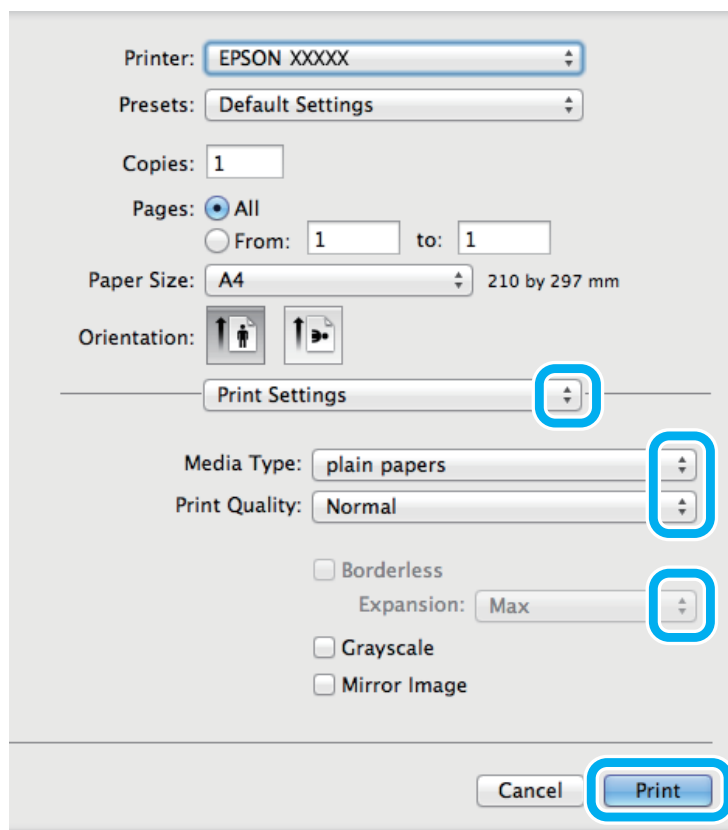 Printer: EPSON XXXXX
Presets: Default Settings
Copies: 1
Pages: All
From: 1 to: 1
Paper Size: A4 210 by 297 mm
Orientation:
Print Settings
Media Type: plain papers
Print Quality: Normal
Borderless
Expansion: Max
Grayscale
Mirror Image
Cancel Print